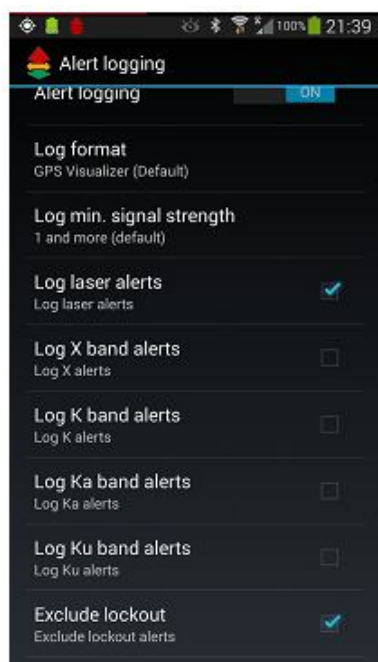 100% 21:39
Alert logging
Alert logging ON
Log format
GPS Visualizer (Default)
Log min. signal strength
1 and more (default)
Log laser alerts
Log laser alerts
Log X band alerts
Log X alerts
Log K band alerts
Log K alerts
Log Ka band alerts
Log Ka alerts
Log Ku band alerts
Log Ku alerts
Exclude lockout
Exclude lockout alerts